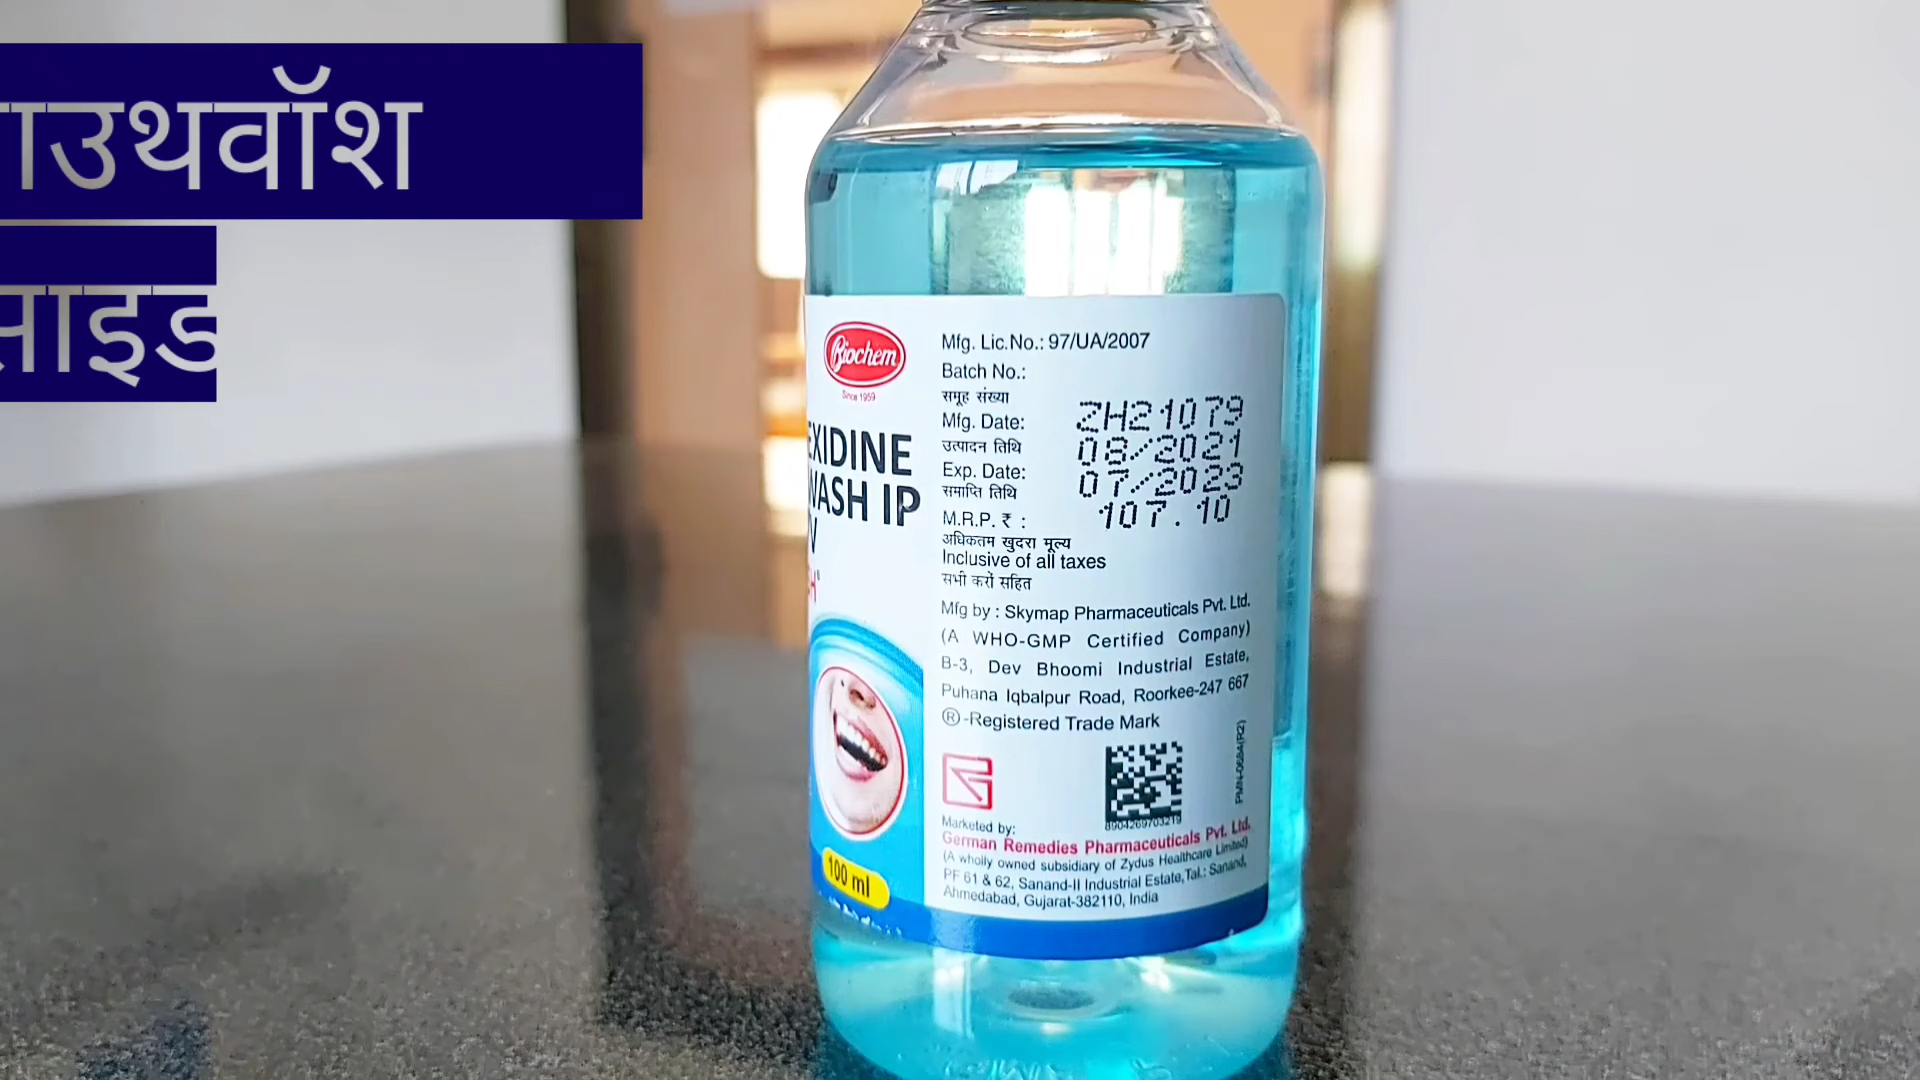 ाउथवॉश
साइड
Biochem
Since 1959
EXIDINE
WASH IP
100 ml
Mfg. Lic.No.: 97/UA/2007
Batch No.:
समूह संख्या
ZH21079
Mfg. Date:
08/2021
उत्पादन तिथि
Exp. Date:
07/2023
समाप्ति तिथि
M.R.P. ₹ :
107.10
अधिकतम खुदरा मूल्य
Inclusive of all taxes
सभी करों सहित
Mfg by : Skymap Pharmaceuticals Pvt. Ltd.
(A WHO-GMP Certified Company)
B-3, Dev Bhoomi Industrial Estate,
Puhana Iqbalpur Road, Roorkee-247 667
®-Registered Trade Mark
PMN-0684(R2)
8904269703219
Marketed by:
German Remedies Pharmaceuticals Pvt. Ltd.
(A wholly owned subsidiary of Zydus Healthcare Limited)
PF 61 & 62, Sanand-II Industrial Estate,Tal.: Sanand,
Ahmedabad, Gujarat-382110, India